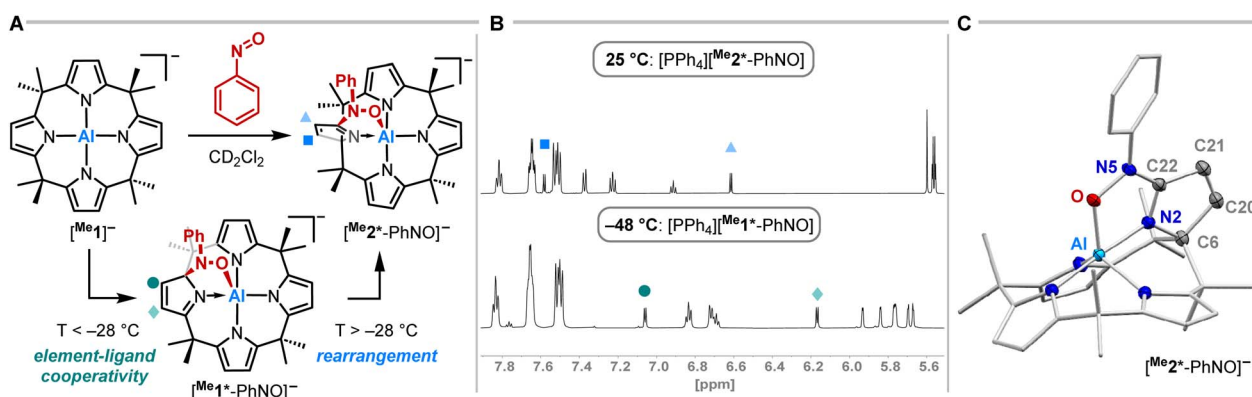 A
B
C
N
O
N
N
Al
N
N
–
[Me1]–
CD2Cl2
Ph
N–O
N
N
Al
N
N
–
[Me2*-PhNO]–
T < –28 °C
element-ligand
cooperativity
Ph
N–O
N
N
Al
N
N
–
[Me1*-PhNO]–
T > –28 °C
rearrangement
25 °C: [PPh4][Me2*-PhNO]
–48 °C: [PPh4][Me1*-PhNO]
7.8 7.6 7.4 7.2 7.0 6.8 6.6 6.4 6.2 6.0 5.8 5.6
[ppm]
N5
C22
C21
O
N2
C20
Al
C6
[Me2*-PhNO]–